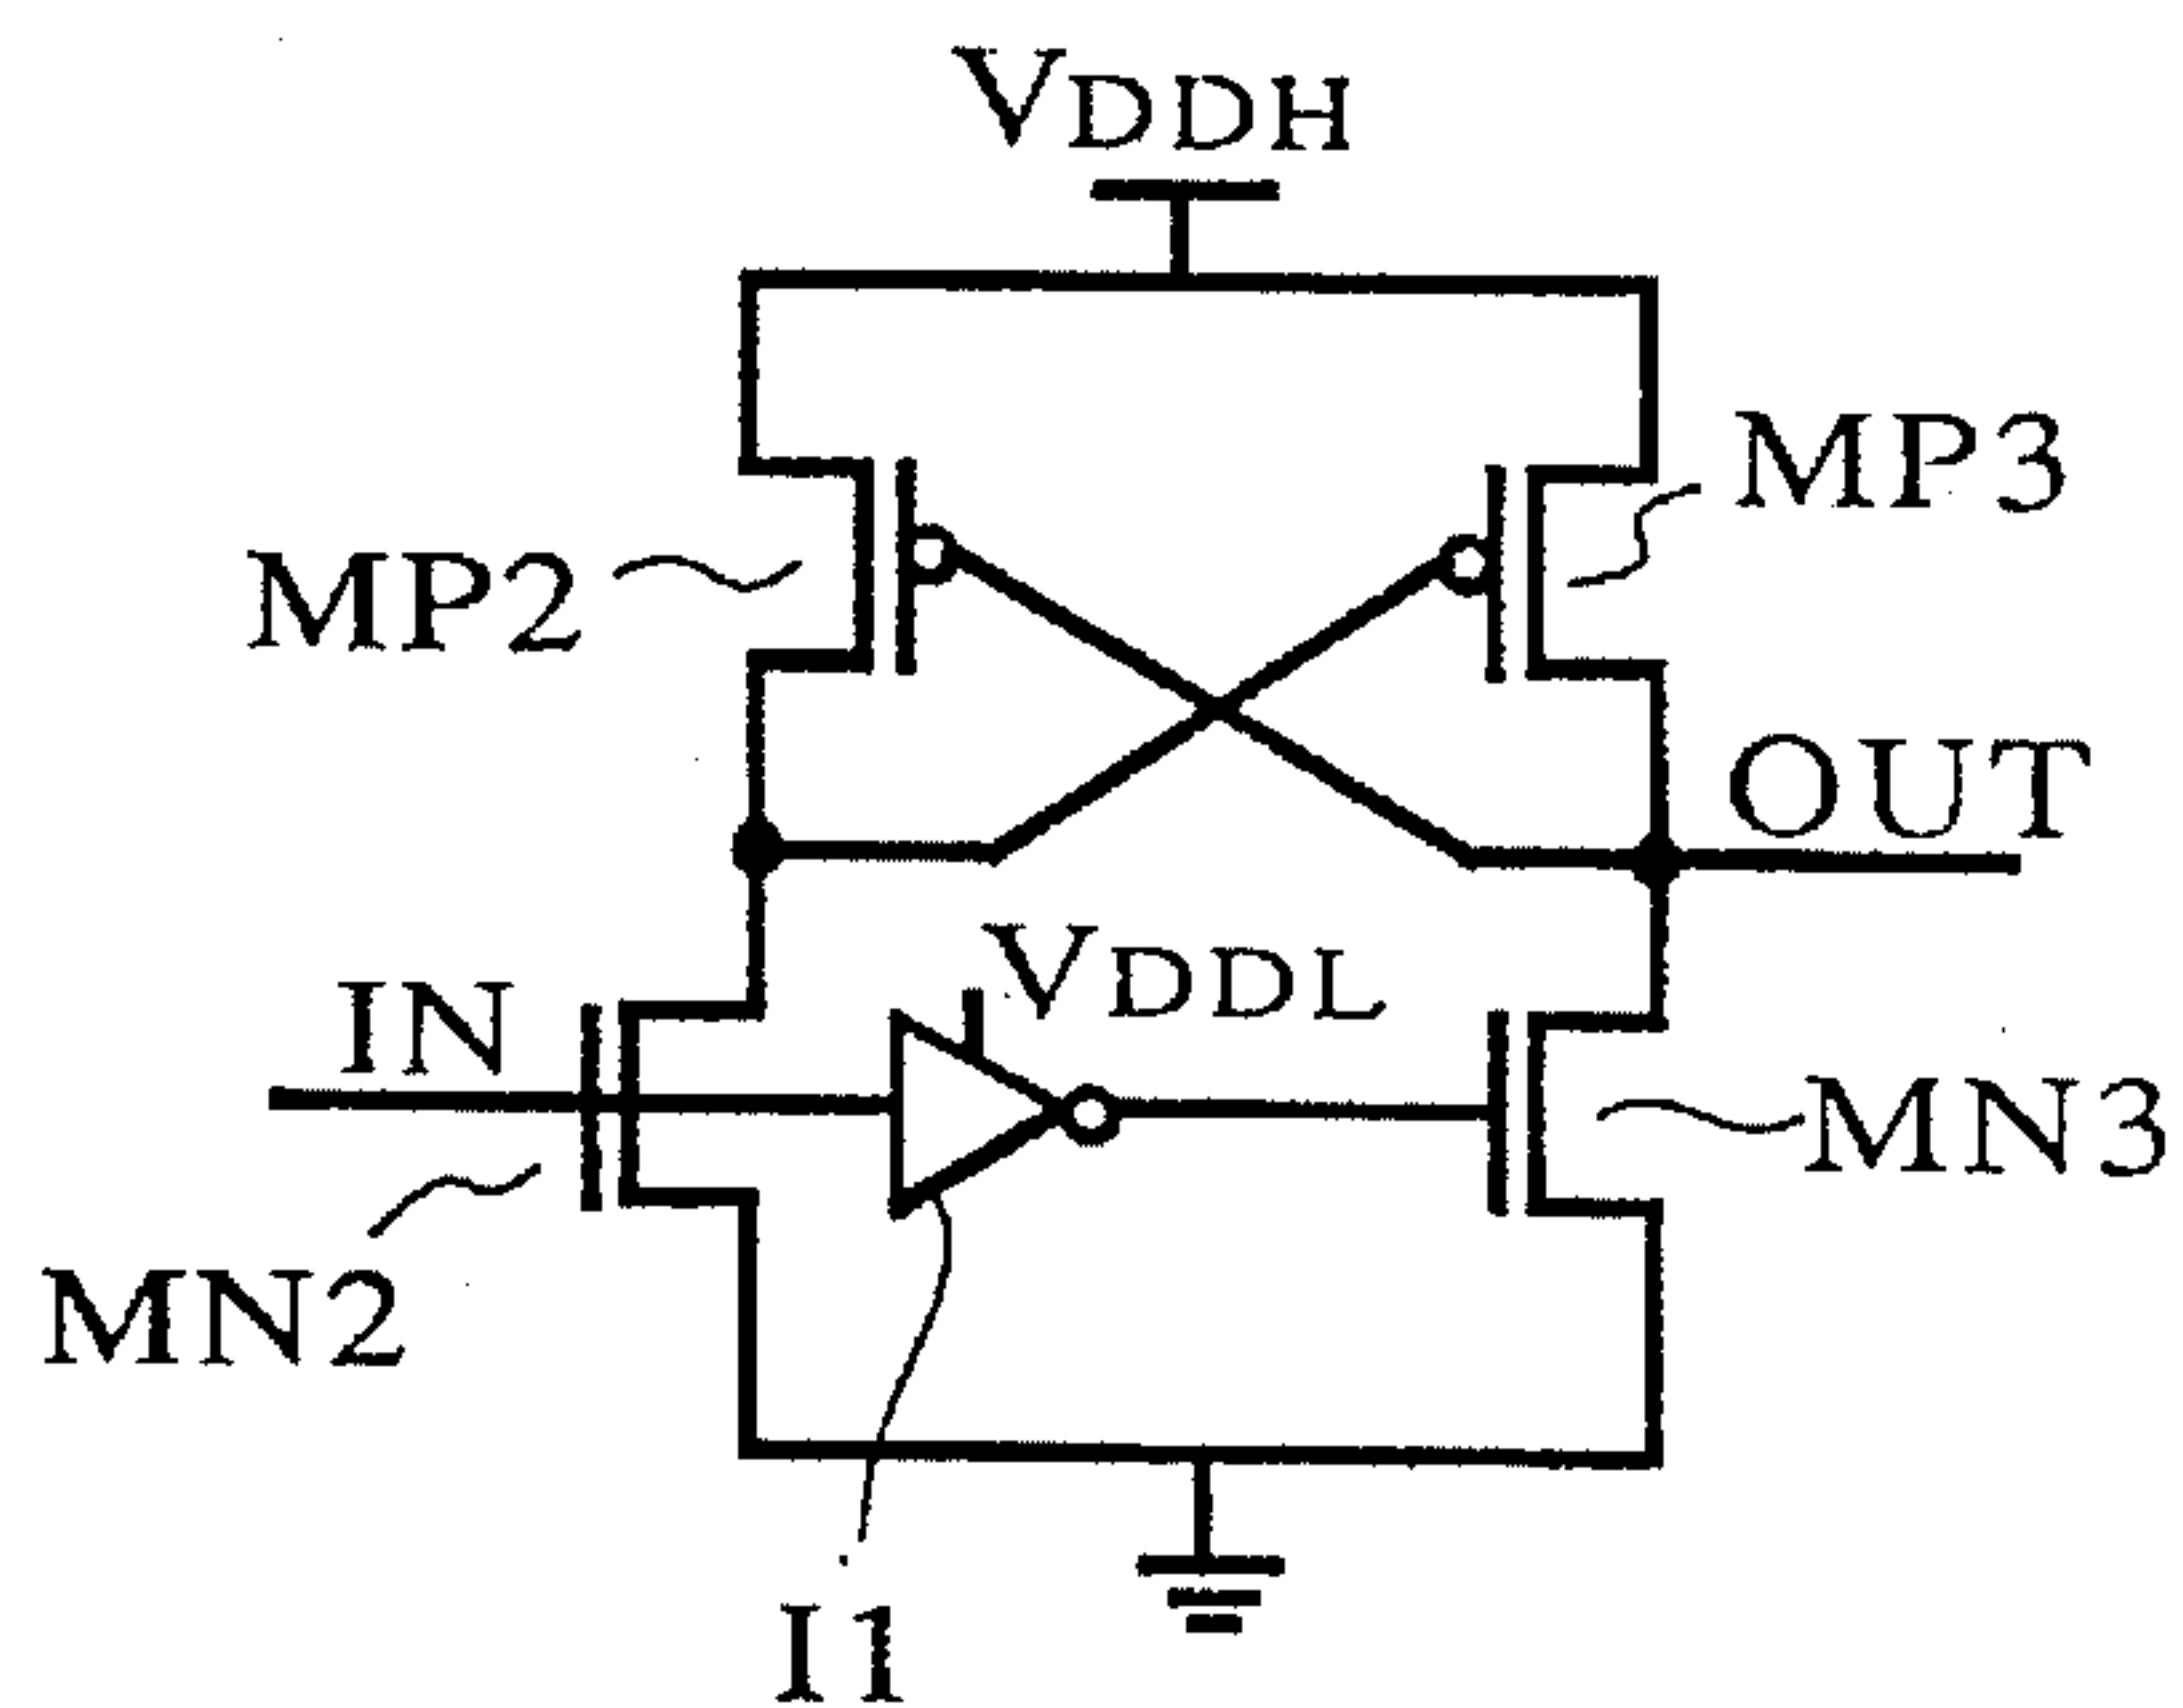 VDDH
MP3
MP2
OUT
VDDL
IN
MN3
MN2
I1